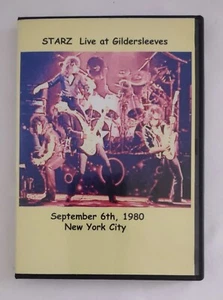 STARZ Live at Gildersleeves
September 6th, 1980
New York City